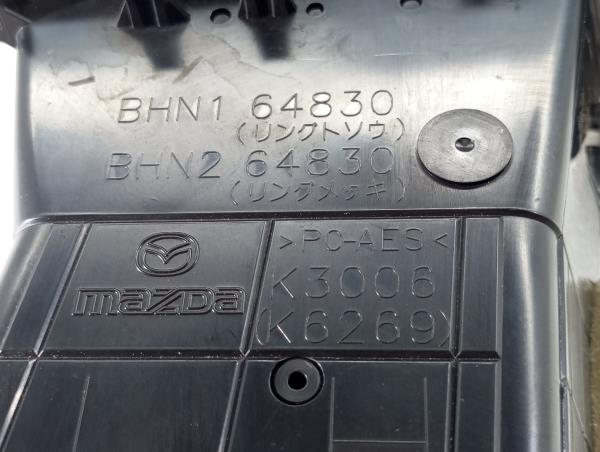 BHN1 64830
(リングトソウ)
BHN2 64830
(リングメッキ)
mazda
>PC-AES<
K3006
(K6269)